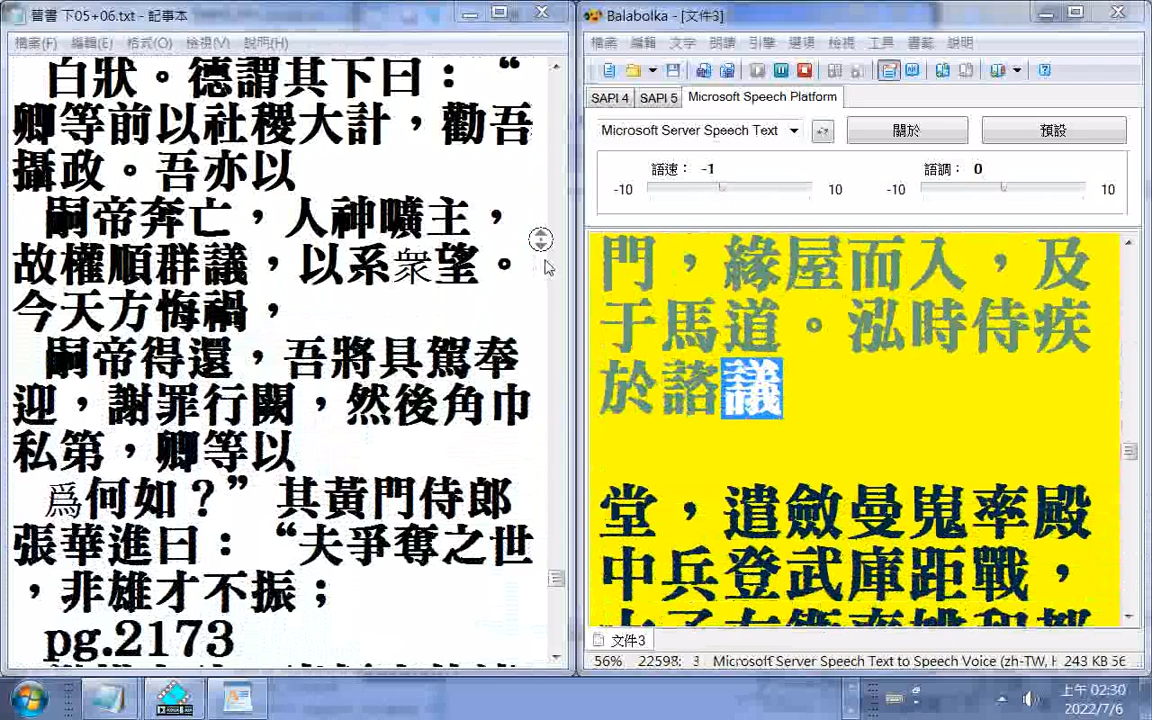 晉書 下05+06.txt - 記事本
檔案(F) 編輯(E) 格式(O) 檢視(V) 說明(H)
白狀。德謂其下曰：“
卿等前以社稷大計，勸吾
攝政。吾亦以
嗣帝奔亡，人神曠主，
故權順群議，以系衆望。
今天方悔禍，
嗣帝得還，吾將具駕奉
迎，謝罪行闕，然後角巾
私第，卿等以
爲何如？” 其黃門侍郎
張華進曰：“夫爭奪之世
，非雄才不振；
pg.2173
Balabolka - [文件3]
檔案 編輯 文字 朗讀 引擎 選項 檢視 工具 書籤 說明
SAPI 4 SAPI 5 Microsoft Speech Platform
Microsoft Server Speech Text 關於 預設
語速： -1 語調： 0
-10 10 -10 10
門，緣屋而入，及
于馬道。泓時侍疾
於諮議
堂，遣斂曼嵬率殿
中兵登武庫距戰，
文件3
56% 22598: 3 Microsoft Server Speech Text to Speech Voice (zh-TW, H 243 KB 56
上午 02:30
2022/7/6